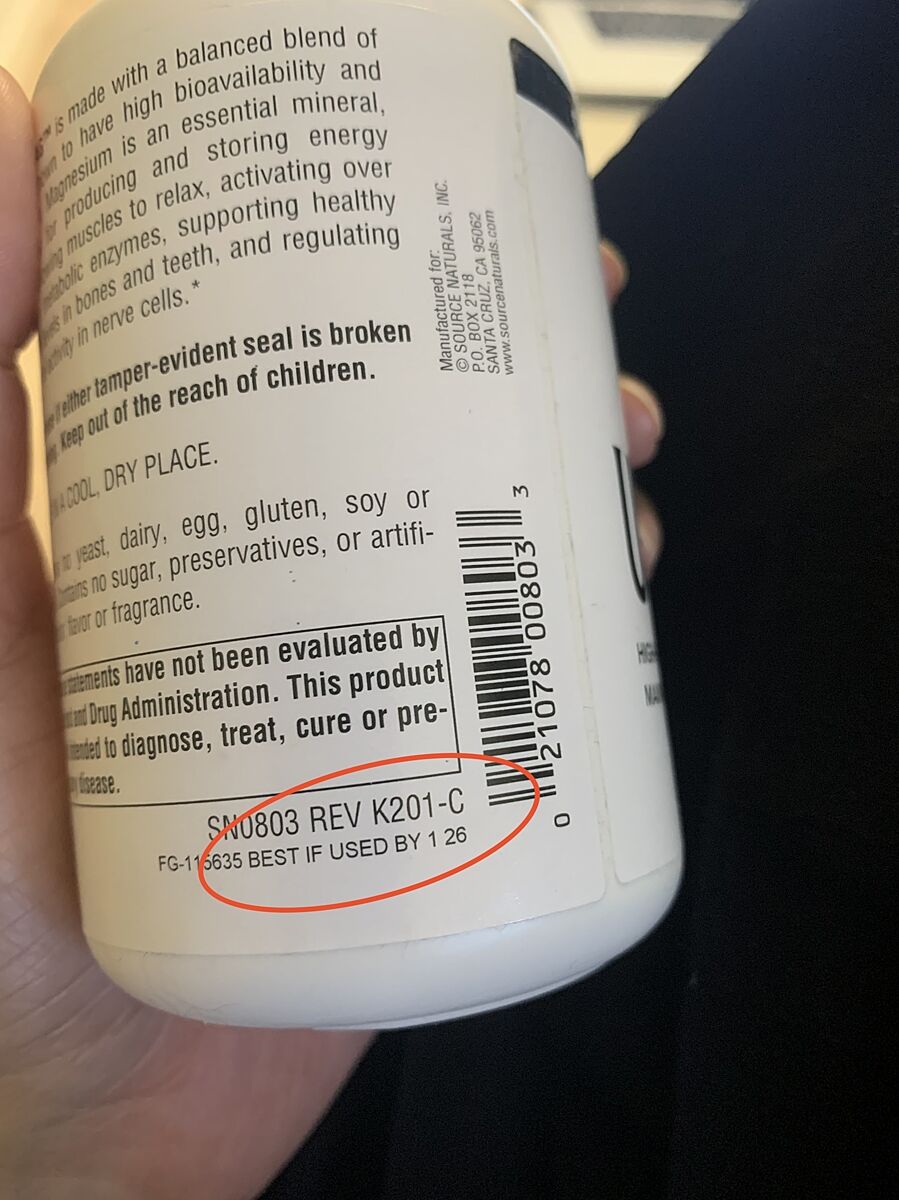 is made with a balanced blend of
to have high bioavailability and
Magnesium is an essential mineral,
for producing and storing energy
muscles to relax, activating over
enzymes, supporting healthy
in bones and teeth, and regulating
activity in nerve cells.*
if either tamper-evident seal is broken
Keep out of the reach of children.
A COOL, DRY PLACE.
no yeast, dairy, egg, gluten, soy or
no sugar, preservatives, or artifi-
flavor or fragrance.
statements have not been evaluated by
and Drug Administration. This product
to diagnose, treat, cure or pre-
disease.
SN0803 REV K201-C
FG-115635 BEST IF USED BY 1 26
Manufactured for:
© SOURCE NATURALS, INC.
P.O. BOX 2118
SANTA CRUZ, CA 95062
www.sourcenaturals.com
0 21078 00803 3